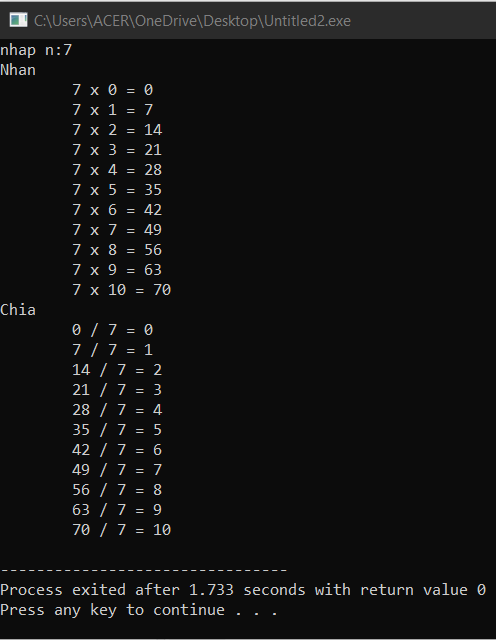 C:\Users\ACER\OneDrive\Desktop\Untitled2.exe
nhap n:7
Nhan
7 x 0 = 0
7 x 1 = 7
7 x 2 = 14
7 x 3 = 21
7 x 4 = 28
7 x 5 = 35
7 x 6 = 42
7 x 7 = 49
7 x 8 = 56
7 x 9 = 63
7 x 10 = 70
Chia
0 / 7 = 0
7 / 7 = 1
14 / 7 = 2
21 / 7 = 3
28 / 7 = 4
35 / 7 = 5
42 / 7 = 6
49 / 7 = 7
56 / 7 = 8
63 / 7 = 9
70 / 7 = 10
--------------------------------
Process exited after 1.733 seconds with return value 0
Press any key to continue . . .